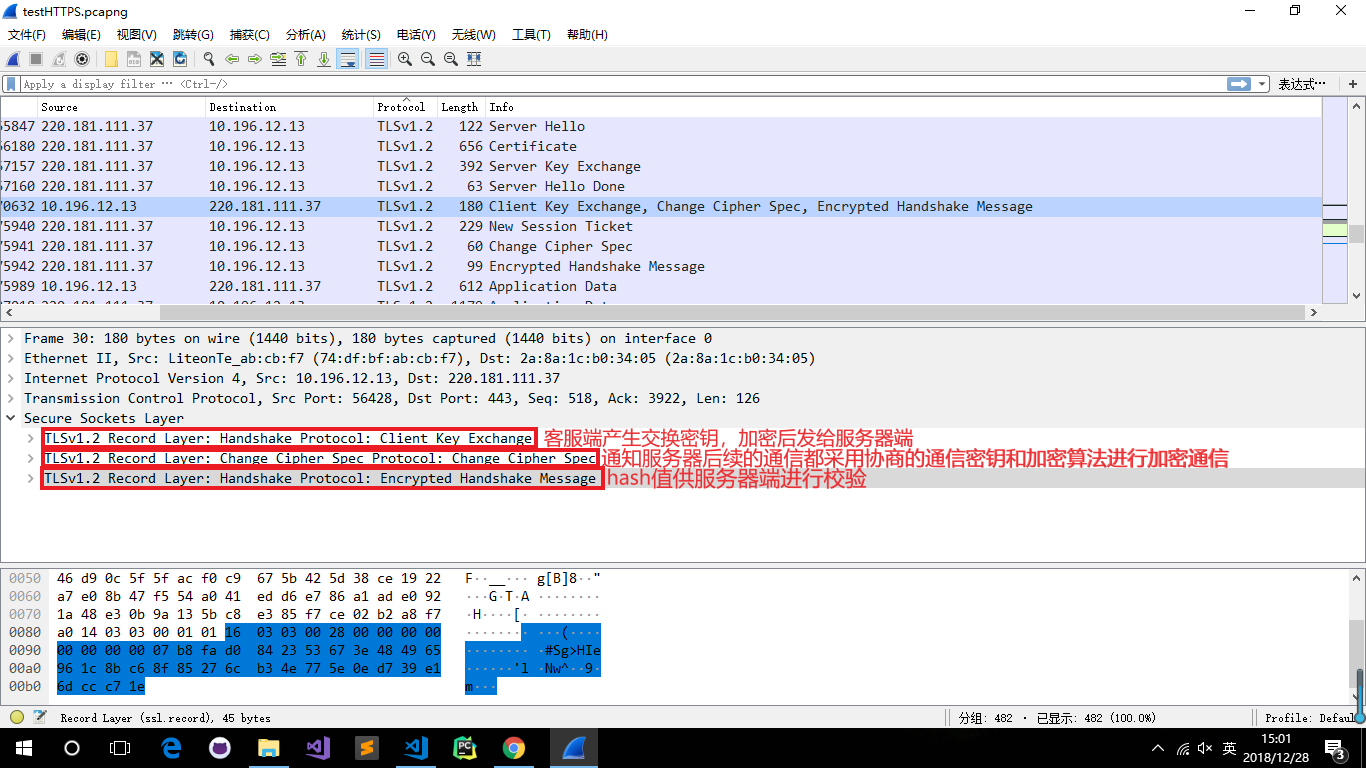 testHTTPS.pcapng
文件(F) 编辑(E) 视图(V) 跳转(G) 捕获(C) 分析(A) 统计(S) 电话(Y) 无线(W) 工具(T) 帮助(H)
Apply a display filter ⋯ <Ctrl-/> 表达式⋯ +
Source Destination Protocol Length Info
65847 220.181.111.37 10.196.12.13 TLSv1.2 122 Server Hello
66180 220.181.111.37 10.196.12.13 TLSv1.2 656 Certificate
67157 220.181.111.37 10.196.12.13 TLSv1.2 392 Server Key Exchange
67160 220.181.111.37 10.196.12.13 TLSv1.2 63 Server Hello Done
70632 10.196.12.13 220.181.111.37 TLSv1.2 180 Client Key Exchange, Change Cipher Spec, Encrypted Handshake Message
75940 220.181.111.37 10.196.12.13 TLSv1.2 229 New Session Ticket
75941 220.181.111.37 10.196.12.13 TLSv1.2 60 Change Cipher Spec
75942 220.181.111.37 10.196.12.13 TLSv1.2 99 Encrypted Handshake Message
75989 10.196.12.13 220.181.111.37 TLSv1.2 612 Application Data
Frame 30: 180 bytes on wire (1440 bits), 180 bytes captured (1440 bits) on interface 0
Ethernet II, Src: LiteonTe_ab:cb:f7 (74:df:bf:ab:cb:f7), Dst: 2a:8a:1c:b0:34:05 (2a:8a:1c:b0:34:05)
Internet Protocol Version 4, Src: 10.196.12.13, Dst: 220.181.111.37
Transmission Control Protocol, Src Port: 56428, Dst Port: 443, Seq: 518, Ack: 3922, Len: 126
Secure Sockets Layer
TLSv1.2 Record Layer: Handshake Protocol: Client Key Exchange 客服端产生交换密钥，加密后发给服务器端
TLSv1.2 Record Layer: Change Cipher Spec Protocol: Change Cipher Spec 通知服务器后续的通信都采用协商的通信密钥和加密算法进行加密通信
TLSv1.2 Record Layer: Handshake Protocol: Encrypted Handshake Message hash值供服务器端进行校验
0050 46 d9 0c 5f 5f ac f0 c9 67 5b 42 5d 38 ce 19 22 F··__··· g[B]8··"
0060 a7 e0 8b 47 f5 54 a0 41 ed d6 e7 86 a1 ad e0 92 ···G·T·A ········
0070 1a 48 e3 0b 9a 13 5b c8 e3 85 f7 ce 02 b2 a8 f7 ·H····[· ········
0080 a0 14 03 03 00 01 01 16 03 03 00 28 00 00 00 00 ········ ···(····
0090 00 00 00 00 07 b8 fa d0 84 23 53 67 3e 48 49 65 ········ ·#Sg>HIe
00a0 96 1c 8b c6 8f 85 27 6c b3 4e 77 5e 0e d7 39 e1 ······'l ·Nw^··9·
00b0 6d cc c7 1e m···
Record Layer (ssl.record), 45 bytes 分组: 482 · 已显示: 482 (100.0%) Profile: Defau
英 15:01 2018/12/28 3